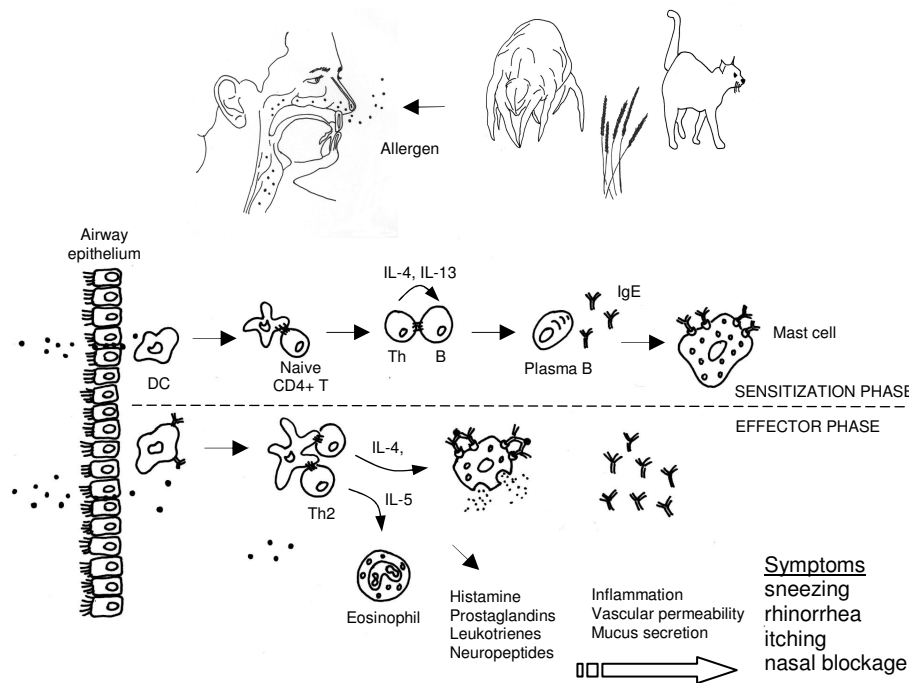 Allergen
Airway
epithelium
IL-4, IL-13
IgE
DC
Naive
CD4+ T
Th
B
Plasma B
Mast cell
SENSITIZATION PHASE
EFFECTOR PHASE
IL-4,
IL-5
Th2
Eosinophil
Histamine
Prostaglandins
Leukotrienes
Neuropeptides
Inflammation
Vascular permeability
Mucus secretion
Symptoms
sneezing
rhinorrhea
itching
nasal blockage